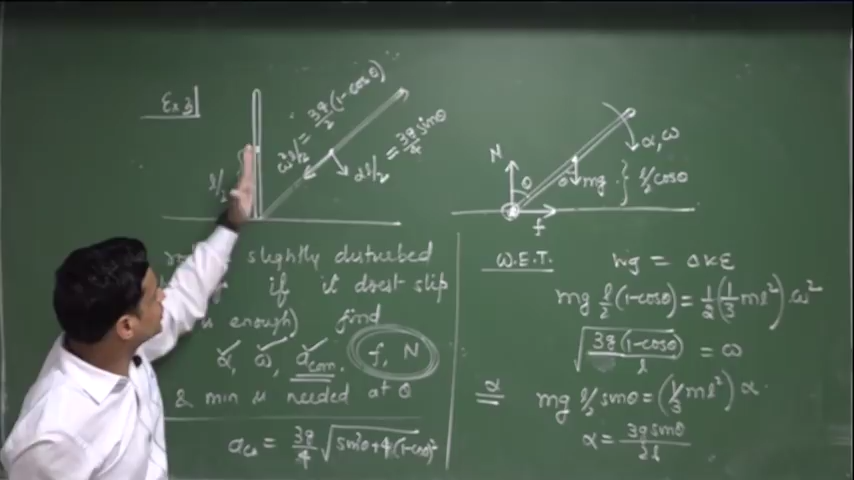 Ex 3
ω²l/2 = 3g/2 (1-cosθ)
αl/2 = 3g sinθ/4
l/2
slightly disturbed
if it doesn't slip
is enough) find
α, ω, a_com, f, N
& min μ needed at θ
= 3g/4 √sin²θ+4(1-cosθ)²
N
θ
θ
mg
l/2 cosθ
α, ω
f
W.E.T.
Wg = ΔKE
mg l/2 (1-cosθ) = 1/2 (1/3 ml²) ω²
√3g(1-cosθ)/l = ω
α
mg l/2 sinθ = (1/3 ml²) α
α = 3g sinθ/2l